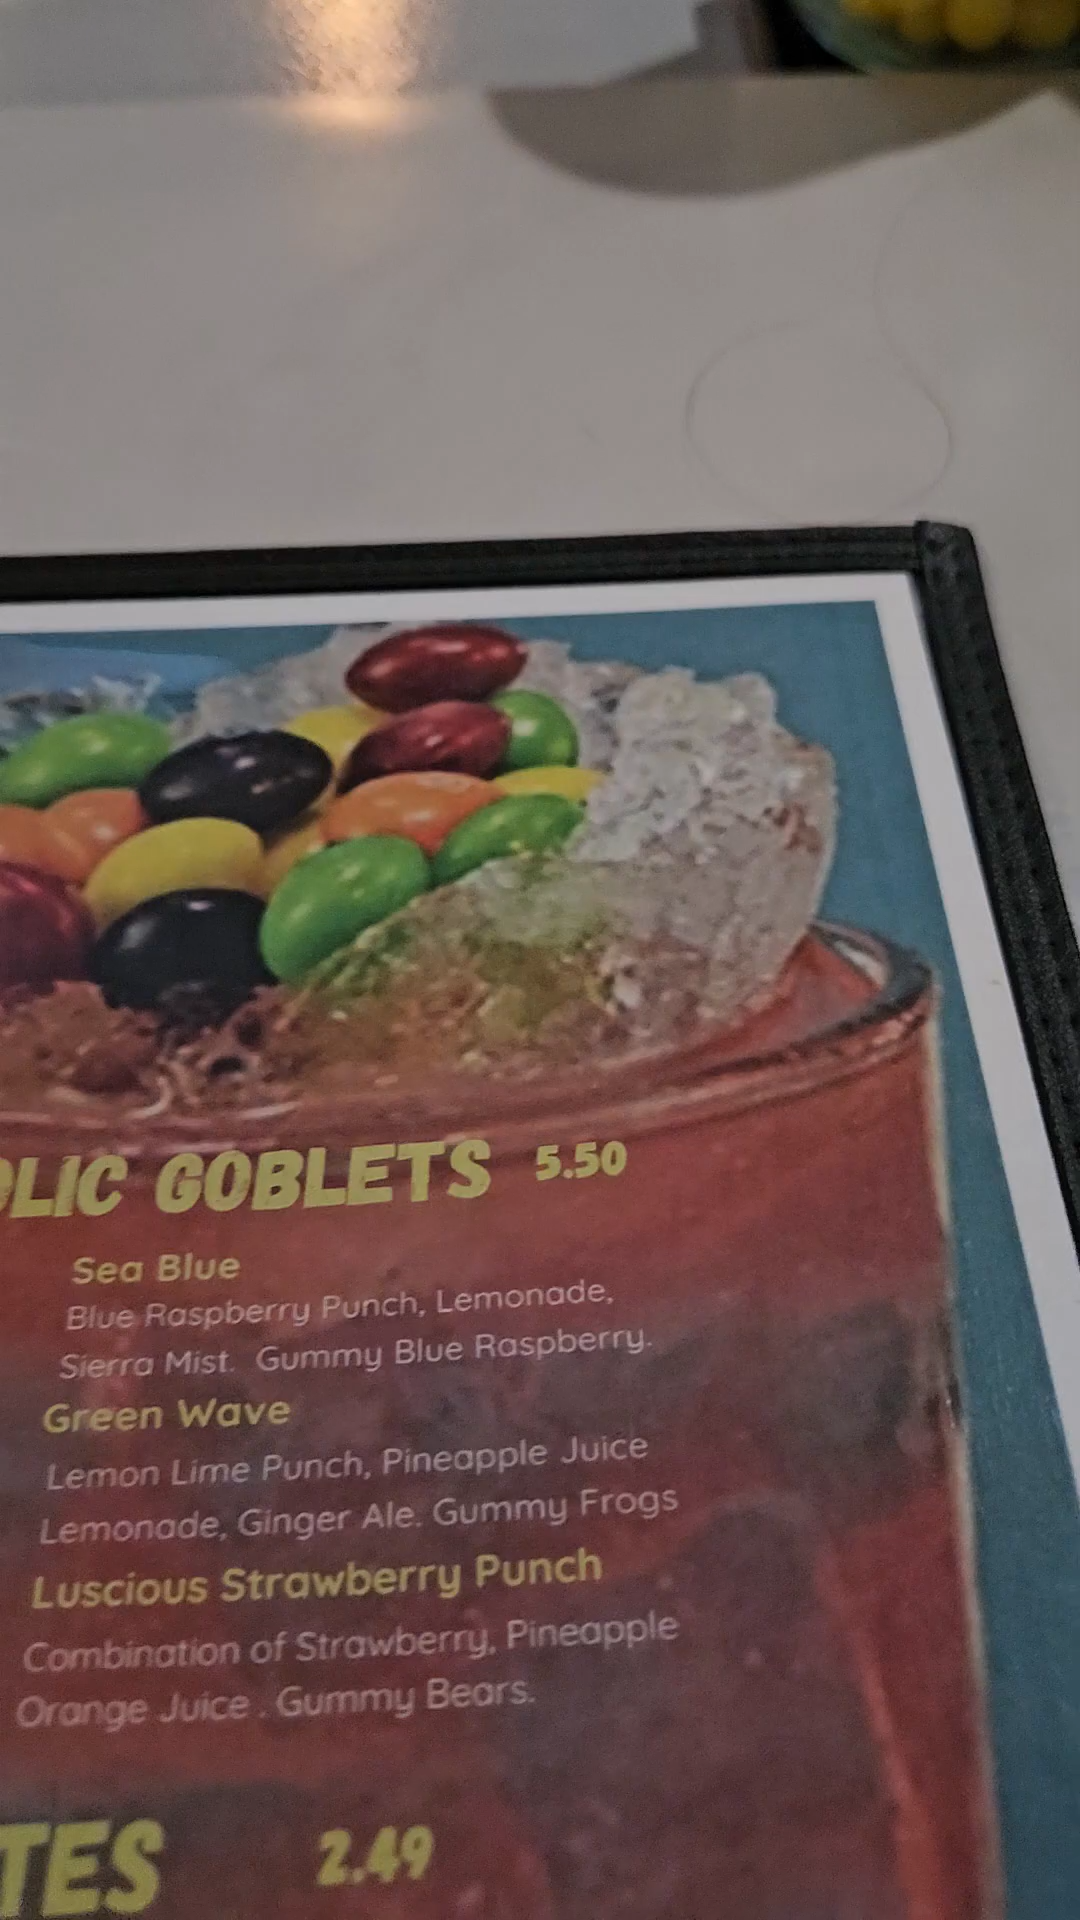 OLIC GOBLETS 5.50
Sea Blue
Blue Raspberry Punch, Lemonade,
Sierra Mist. Gummy Blue Raspberry.
Green Wave
Lemon Lime Punch, Pineapple Juice
Lemonade, Ginger Ale. Gummy Frogs
Luscious Strawberry Punch
Combination of Strawberry, Pineapple
Orange Juice . Gummy Bears.
TES 2.49